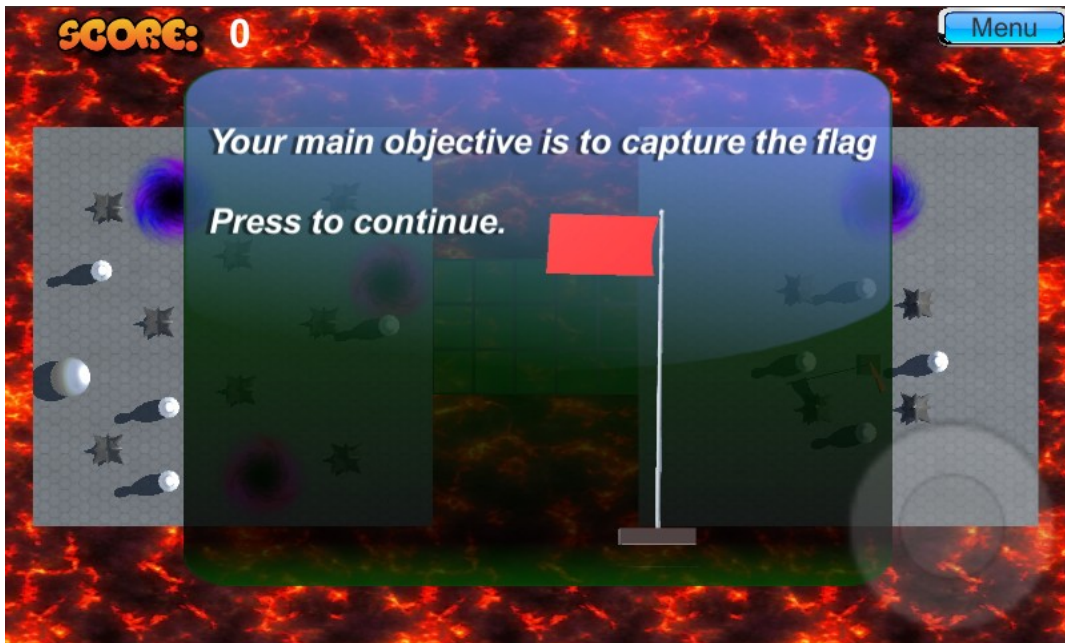 SCORE: 0
Menu
Your main objective is to capture the flag
Press to continue.